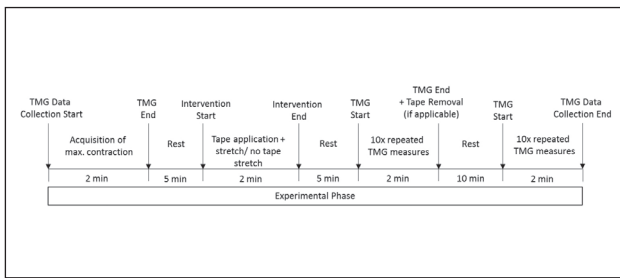 TMG Data
Collection Start
TMG
End
Intervention
Start
Intervention
End
TMG
Start
TMG End
+ Tape Removal
(if applicable)
TMG
Start
TMG Data
Collection End
Acquisition of
max. contraction
Rest
Tape application +
stretch/ no tape
stretch
Rest
10x repeated
TMG measures
Rest
10x repeated
TMG measures
2 min
5 min
2 min
5 min
2 min
10 min
2 min
Experimental Phase